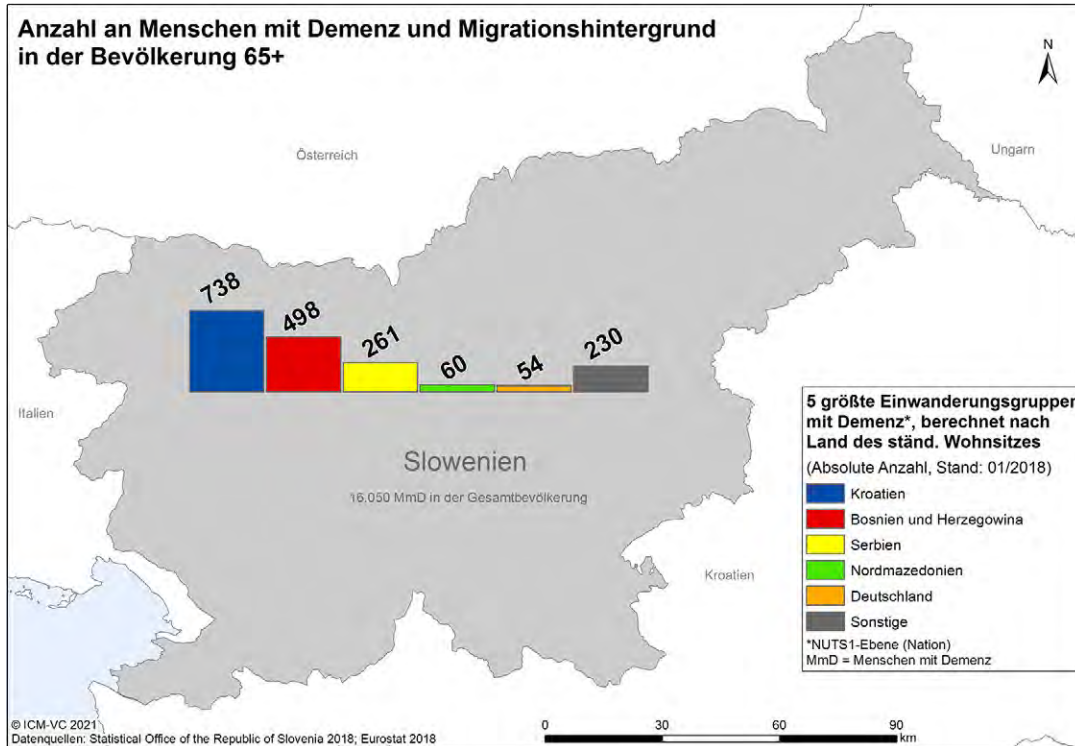 Anzahl an Menschen mit Demenz und Migrationshintergrund
in der Bevölkerung 65+
N
Österreich
Ungarn
738
498
261
60
54
230
Italien
Slowenien
16.050 MmD in der Gesamtbevölkerung
Kroatien
5 größte Einwanderungsgruppen
mit Demenz*, berechnet nach
Land des ständ. Wohnsitzes
(Absolute Anzahl, Stand: 01/2018)
Kroatien
Bosnien und Herzegowina
Serbien
Nordmazedonien
Deutschland
Sonstige
*NUTS1-Ebene (Nation)
MmD = Menschen mit Demenz
© ICM-VC 2021
Datenquellen: Statistical Office of the Republic of Slovenia 2018; Eurostat 2018
0 30 60 90
km